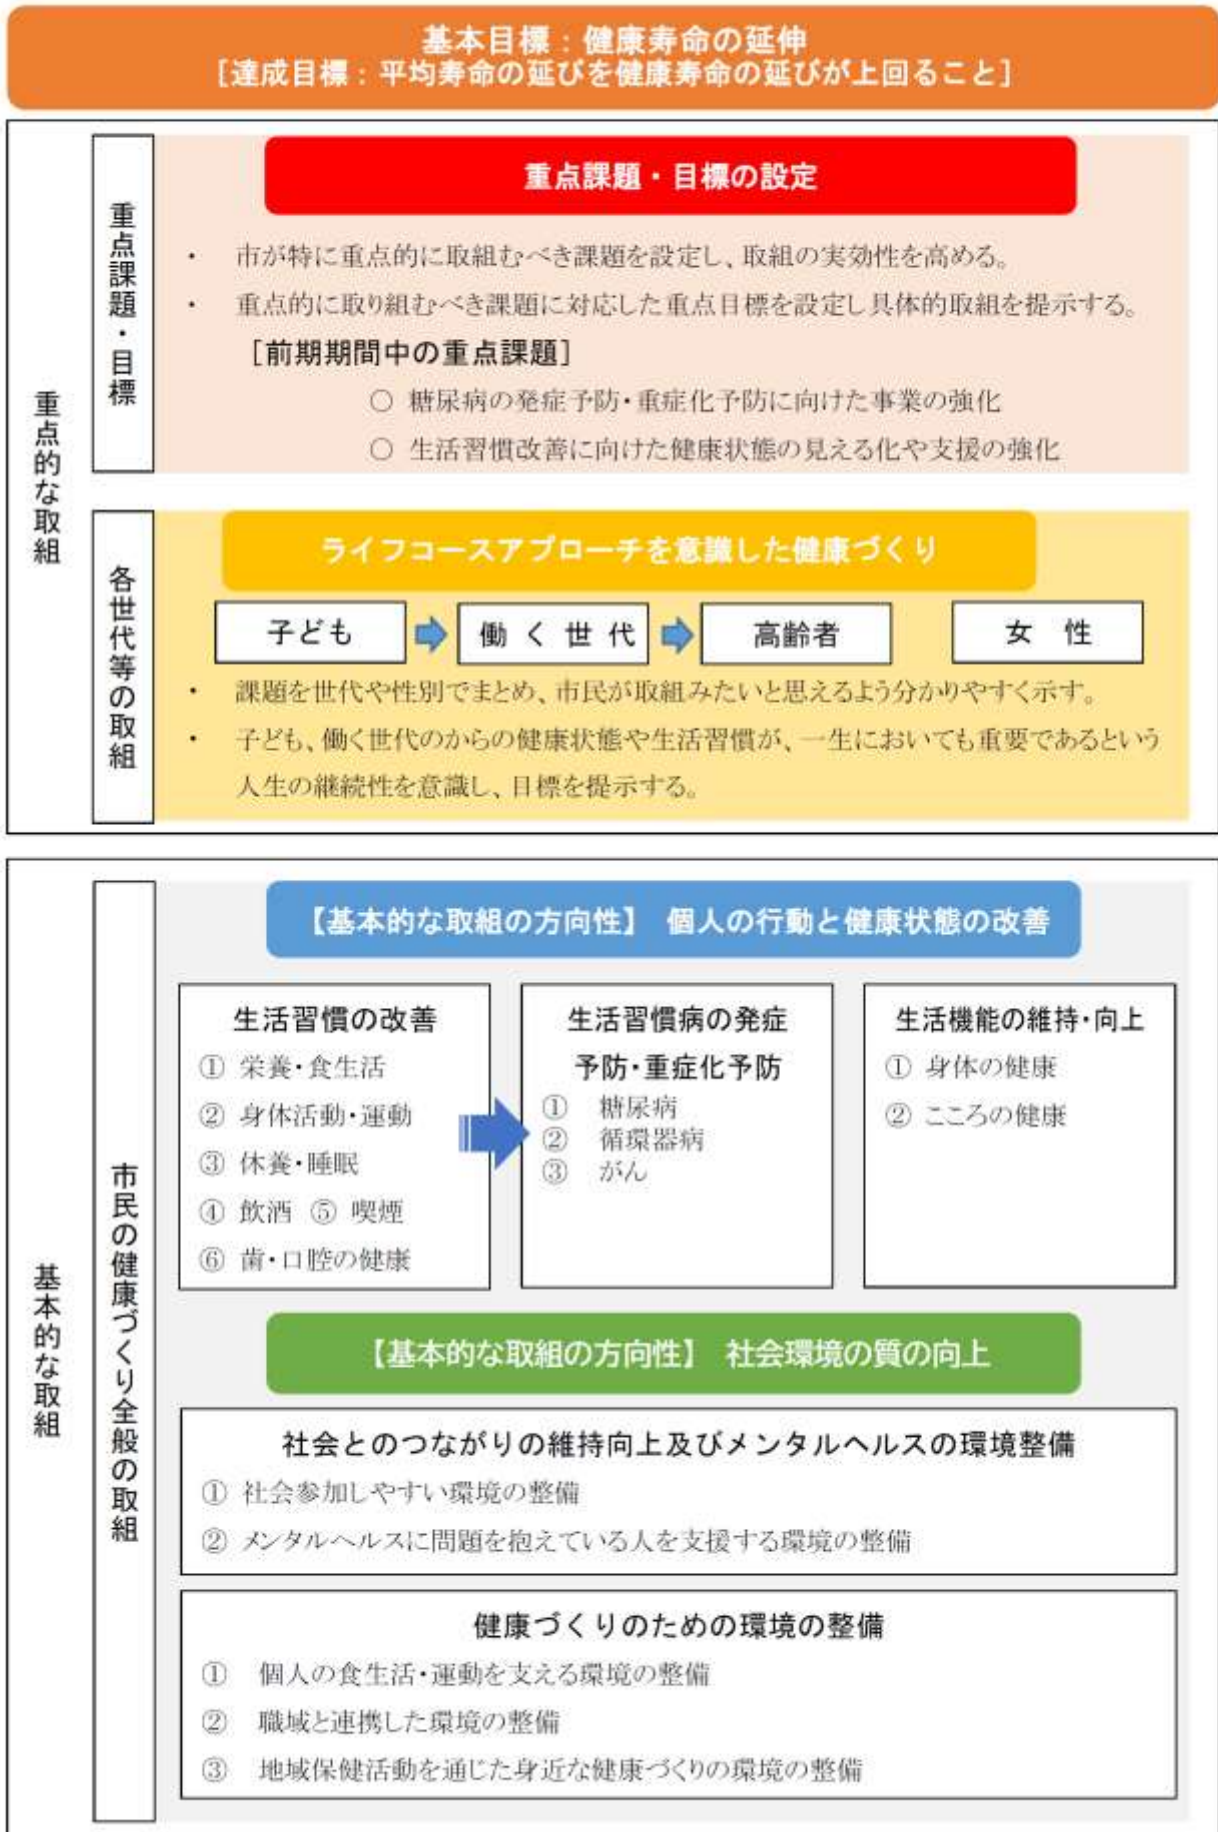 基本目標：健康寿命の延伸
［達成目標：平均寿命の延びを健康寿命の延びが上回ること］
重点的な取組
重点課題・目標
重点課題・目標の設定
・ 市が特に重点的に取組むべき課題を設定し、取組の実効性を高める。
・ 重点的に取り組むべき課題に対応した重点目標を設定し具体的取組を提示する。
［前期期間中の重点課題］
○ 糖尿病の発症予防・重症化予防に向けた事業の強化
○ 生活習慣改善に向けた健康状態の見える化や支援の強化
各世代等の取組
ライフコースアプローチを意識した健康づくり
子ども 働く世代 高齢者 女 性
・ 課題を世代や性別でまとめ、市民が取組みたいと思えるよう分かりやすく示す。
・ 子ども、働く世代のからの健康状態や生活習慣が、一生においても重要であるという
人生の継続性を意識し、目標を提示する。
基本的な取組
市民の健康づくり全般の取組
【基本的な取組の方向性】 個人の行動と健康状態の改善
生活習慣の改善
① 栄養・食生活
② 身体活動・運動
③ 休養・睡眠
④ 飲酒 ⑤ 喫煙
⑥ 歯・口腔の健康
生活習慣病の発症
予防・重症化予防
① 糖尿病
② 循環器病
③ がん
生活機能の維持・向上
① 身体の健康
② こころの健康
【基本的な取組の方向性】 社会環境の質の向上
社会とのつながりの維持向上及びメンタルヘルスの環境整備
① 社会参加しやすい環境の整備
② メンタルヘルスに問題を抱えている人を支援する環境の整備
健康づくりのための環境の整備
① 個人の食生活・運動を支える環境の整備
② 職域と連携した環境の整備
③ 地域保健活動を通じた身近な健康づくりの環境の整備